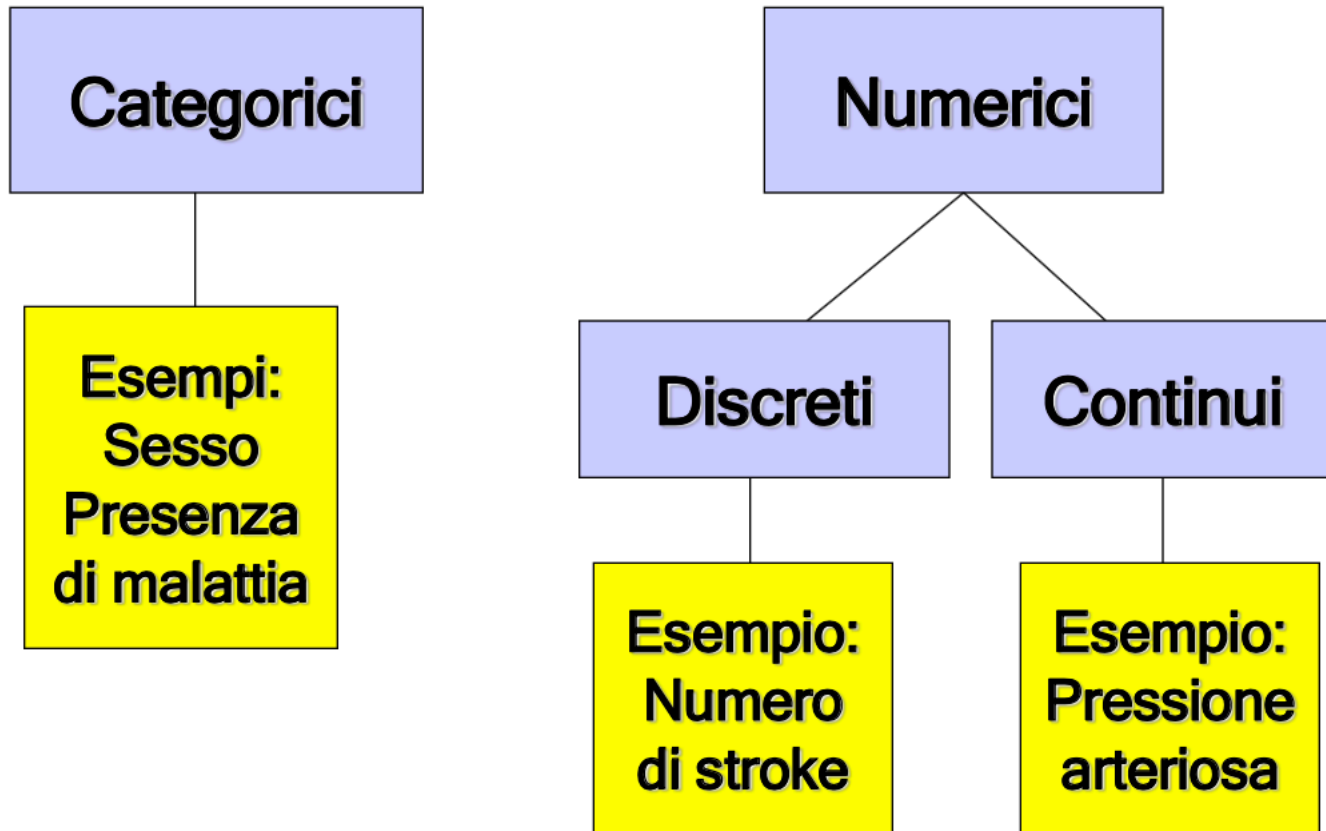 Categorici
Numerici
Esempi:
Sesso
Presenza
di malattia
Discreti
Continui
Esempio:
Numero
di stroke
Esempio:
Pressione
arteriosa